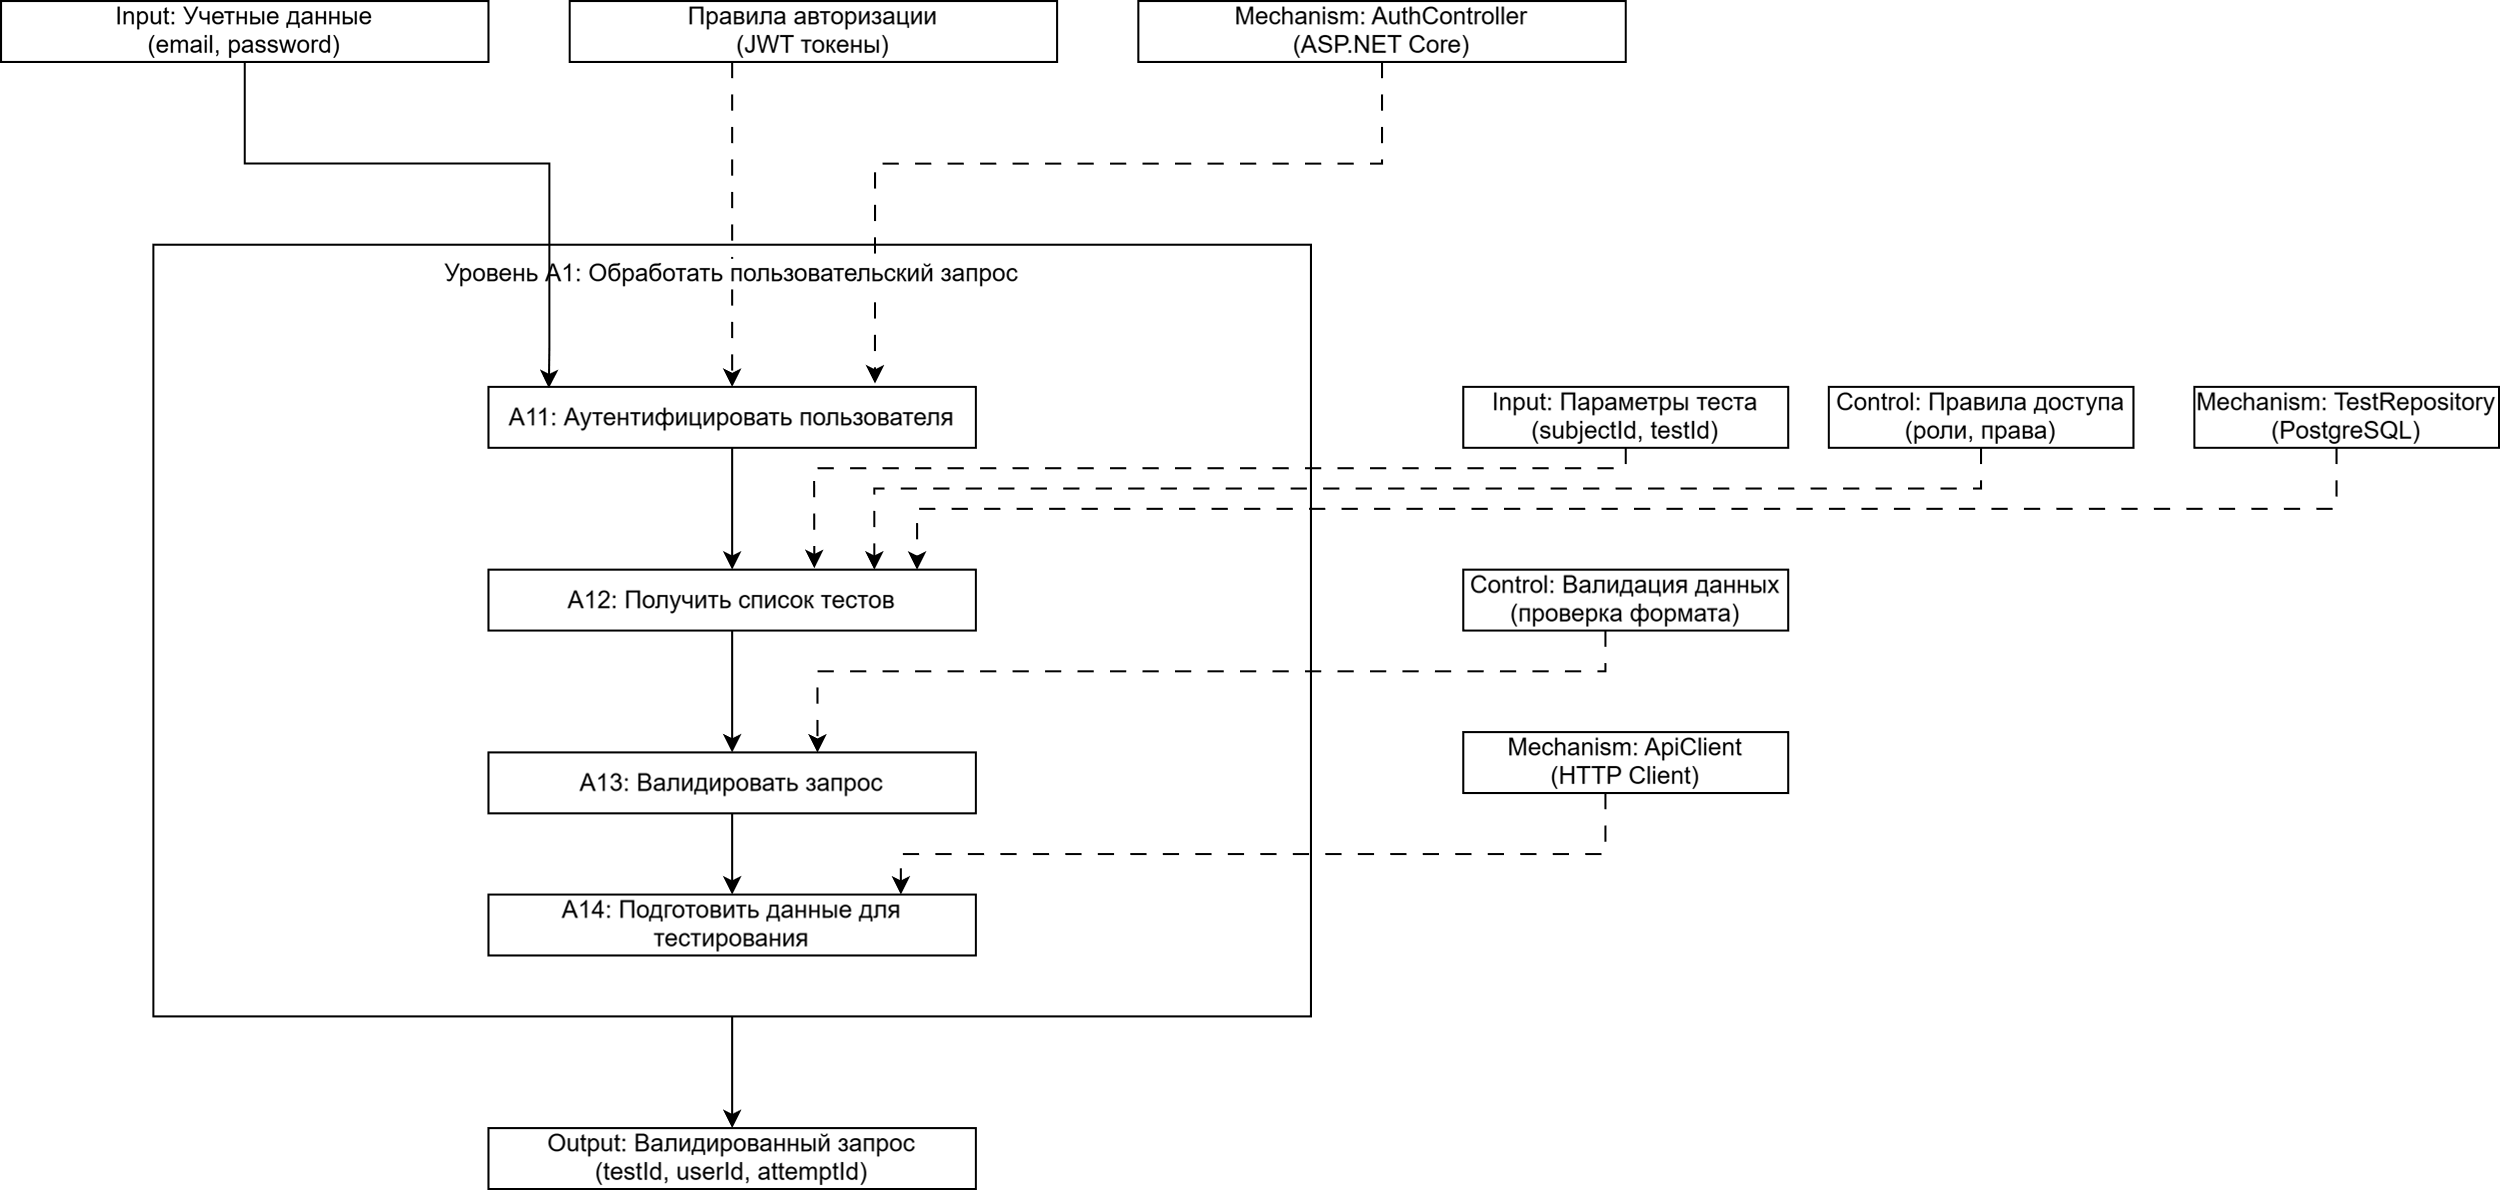 Input: Учетные данные
(email, password)
Правила авторизации
(JWT токены)
Mechanism: AuthController
(ASP.NET Core)
Уровень A1: Обработать пользовательский запрос
A11: Аутентифицировать пользователя
Input: Параметры теста
(subjectId, testId)
Control: Правила доступа
(роли, права)
Mechanism: TestRepository
(PostgreSQL)
A12: Получить список тестов
Control: Валидация данных
(проверка формата)
A13: Валидировать запрос
Mechanism: ApiClient
(HTTP Client)
A14: Подготовить данные для
тестирования
Output: Валидированный запрос
(testId, userId, attemptId)